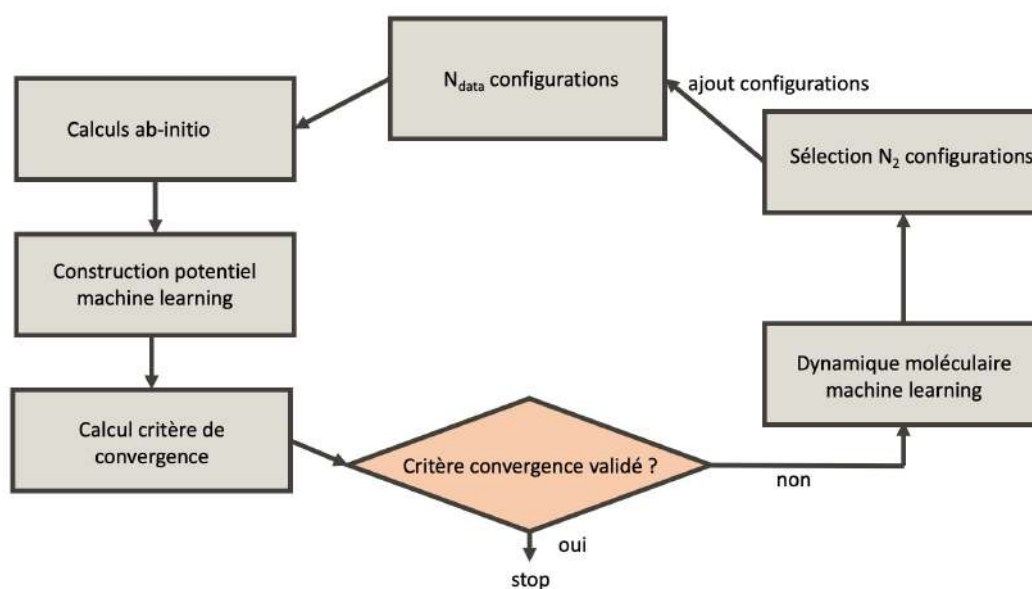 N_data configurations
ajout configurations
Calculs ab-initio
Sélection N₂ configurations
Construction potentiel
machine learning
Dynamique moléculaire
machine learning
Calcul critère de
convergence
Critère convergence validé ?
non
oui
stop